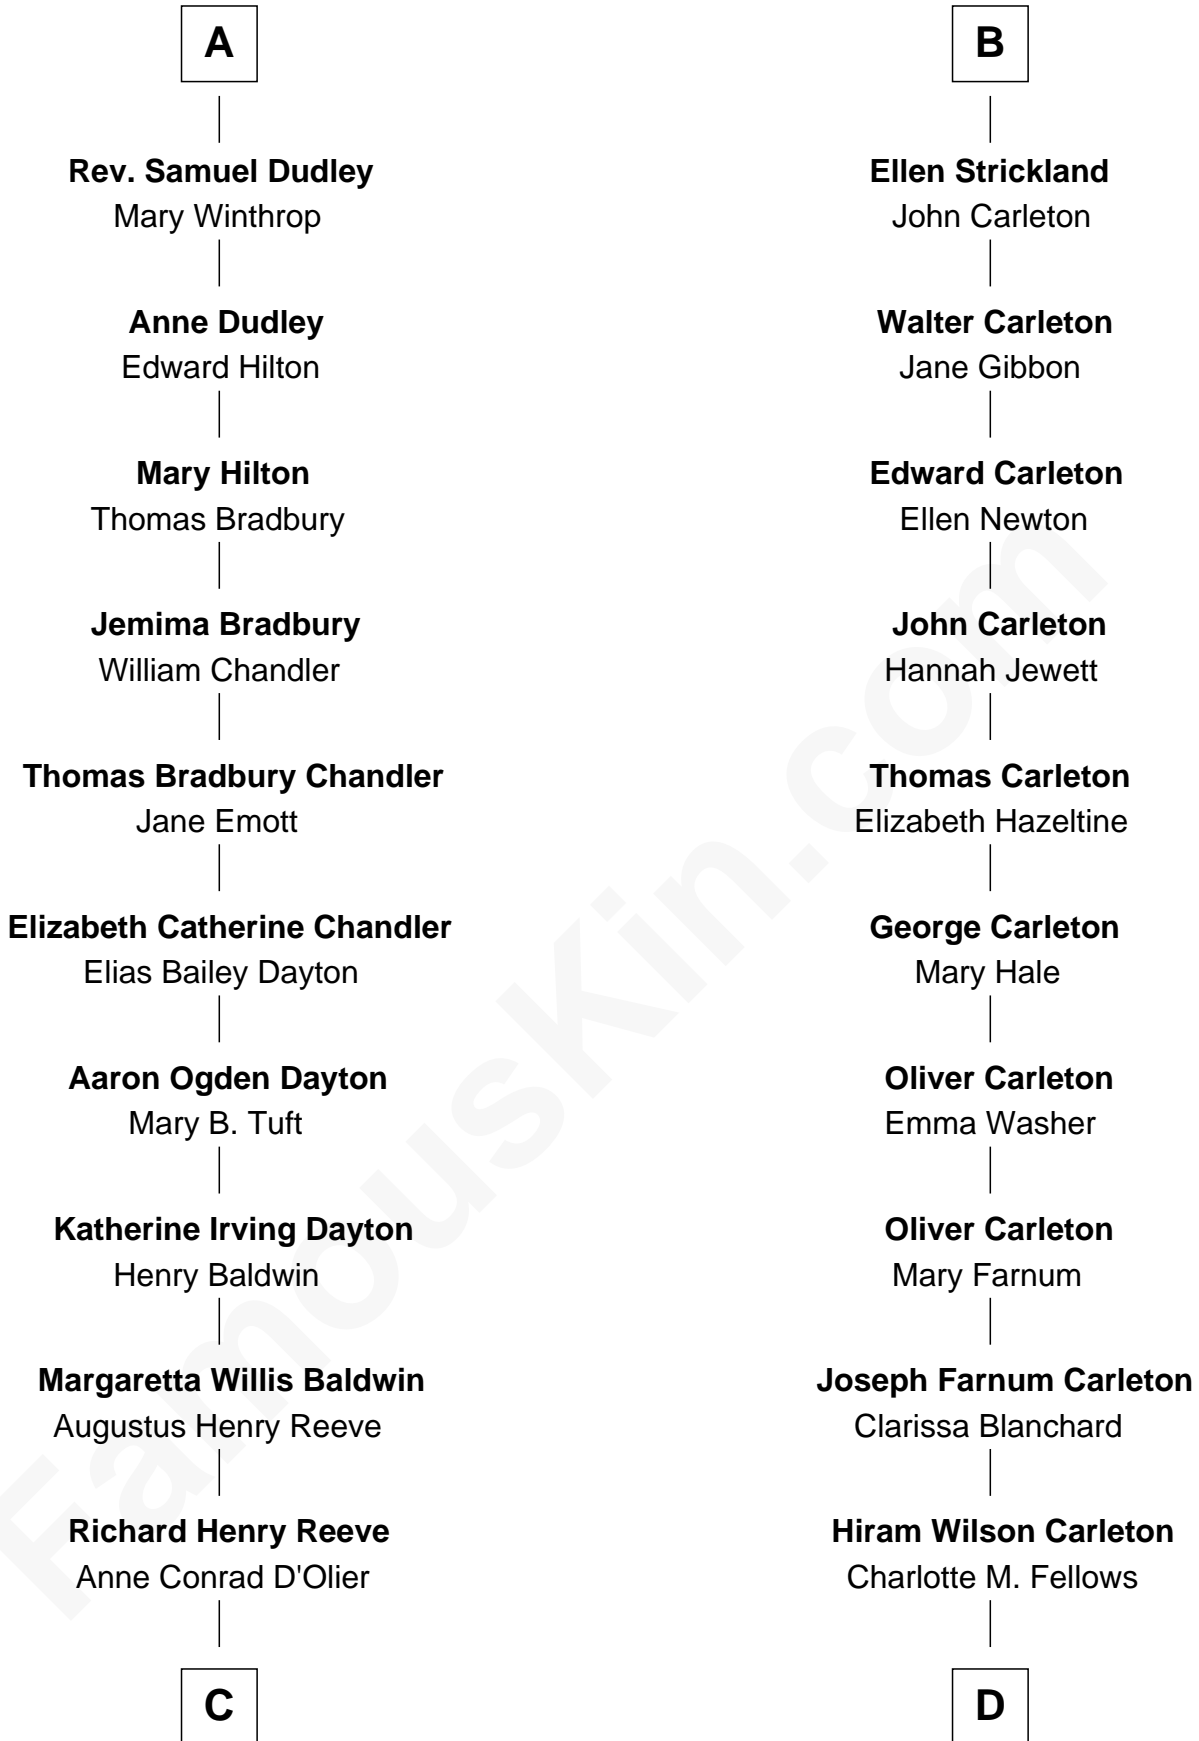 A
Rev. Samuel Dudley
Mary Winthrop
Anne Dudley
Edward Hilton
Mary Hilton
Thomas Bradbury
Jemima Bradbury
William Chandler
Thomas Bradbury Chandler
Jane Emott
Elizabeth Catherine Chandler
Elias Bailey Dayton
Aaron Ogden Dayton
Mary B. Tuft
Katherine Irving Dayton
Henry Baldwin
Margaretta Willis Baldwin
Augustus Henry Reeve
Richard Henry Reeve
Anne Conrad D'Olier
C
B
Ellen Strickland
John Carleton
Walter Carleton
Jane Gibbon
Edward Carleton
Ellen Newton
John Carleton
Hannah Jewett
Thomas Carleton
Elizabeth Hazeltine
George Carleton
Mary Hale
Oliver Carleton
Emma Washer
Oliver Carleton
Mary Farnum
Joseph Farnum Carleton
Clarissa Blanchard
Hiram Wilson Carleton
Charlotte M. Fellows
D
FamousKin.com